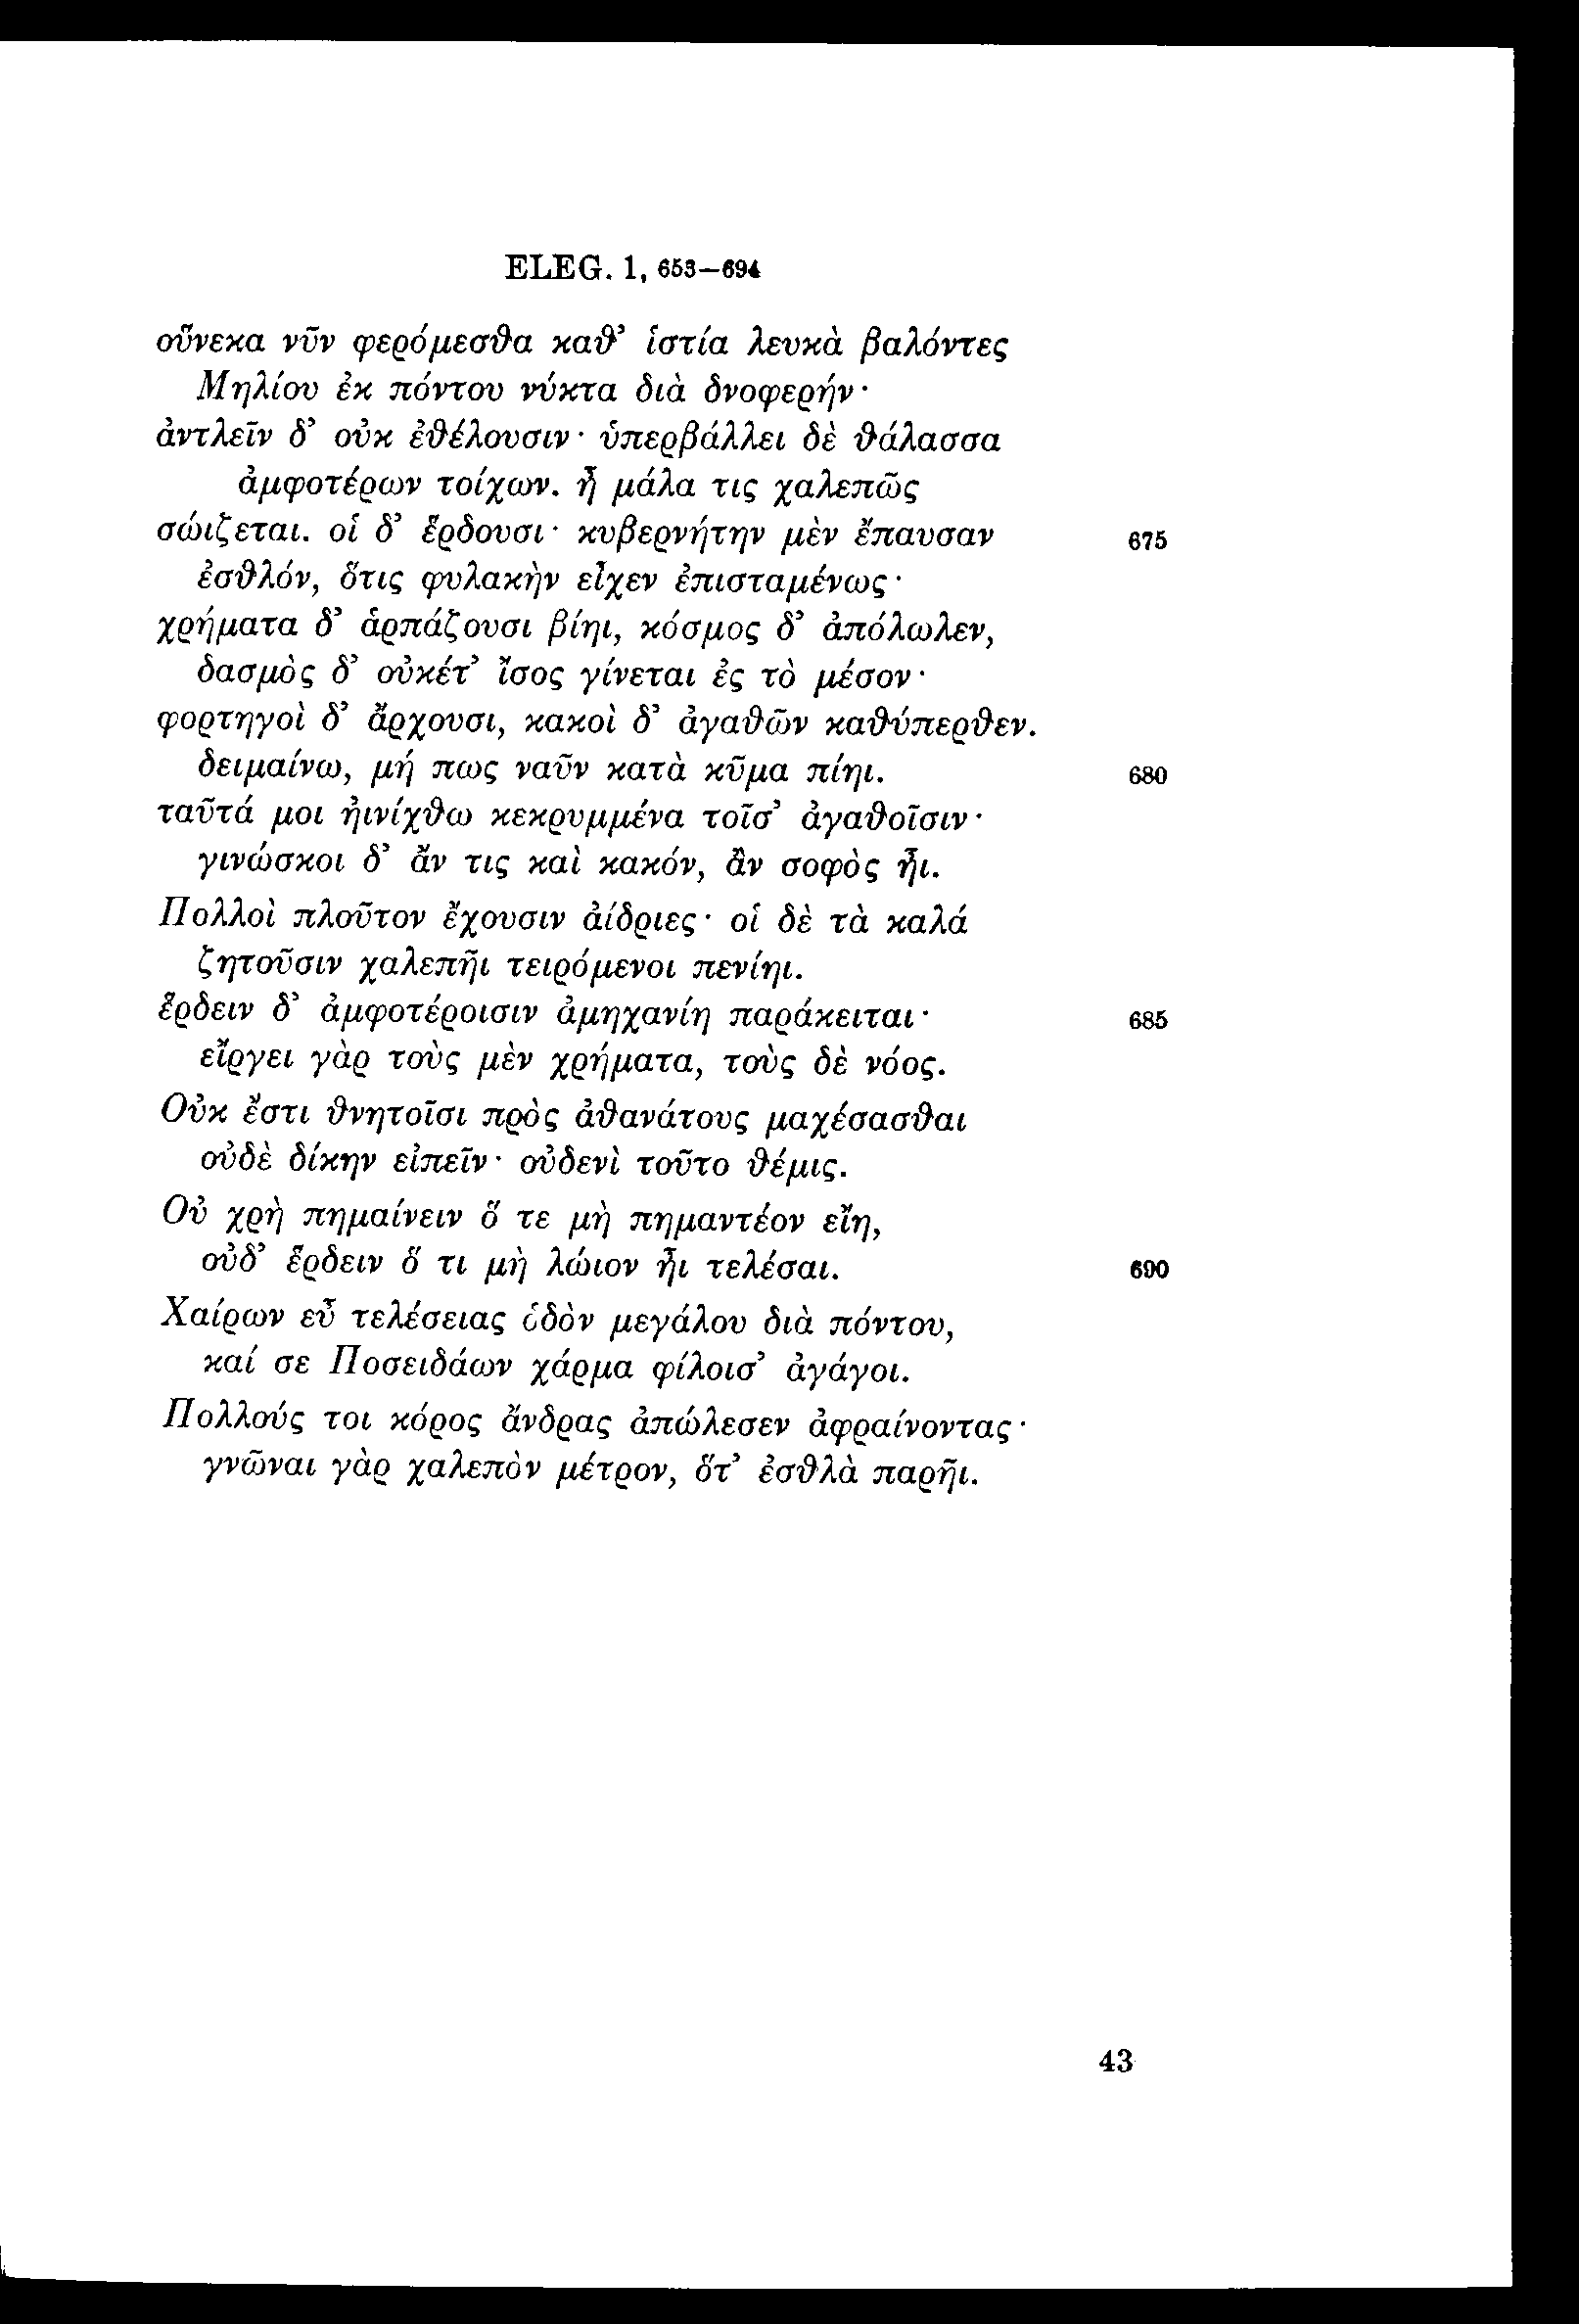 ELEG. 1, 653–694
οὕνεκα νῦν φερόμεσθα καθ’ ἱστία λευκὰ βαλόντες
Μηλίου ἐκ πόντου νύκτα διὰ δνοφερήν·
ἀντλεῖν δ’ οὐκ ἐθέλουσιν· ὑπερβάλλει δὲ θάλασσα
ἀμφοτέρων τοίχων. ἦ μάλα τις χαλεπῶς
σώιζεται. οἱ δ’ ἕρδουσι· κυβερνήτην μὲν ἔπαυσαν 675
ἐσθλόν, ὅτις φυλακὴν εἶχεν ἐπισταμένως·
χρήματα δ’ ἁρπάζουσι βίηι, κόσμος δ’ ἀπόλωλεν,
δασμὸς δ’ οὐκέτ’ ἴσος γίνεται ἐς τὸ μέσον·
φορτηγοὶ δ’ ἄρχουσι, κακοὶ δ’ ἀγαθῶν καθύπερθεν.
δειμαίνω, μή πως ναῦν κατὰ κῦμα πίηι. 680
ταῦτά μοι ἠινίχθω κεκρυμμένα τοῖσ’ ἀγαθοῖσιν·
γινώσκοι δ’ ἄν τις καὶ κακόν, ἂν σοφὸς ἦι.
Πολλοὶ πλοῦτον ἔχουσιν ἀίδριες· οἱ δὲ τὰ καλά
ζητοῦσιν χαλεπῆι τειρόμενοι πενίηι.
ἕρδειν δ’ ἀμφοτέροισιν ἀμηχανίη παράκειται· 685
εἴργει γὰρ τοὺς μὲν χρήματα, τοὺς δὲ νόος.
Οὐκ ἔστι θνητοῖσι πρὸς ἀθανάτους μαχέσασθαι
οὐδὲ δίκην εἰπεῖν· οὐδενὶ τοῦτο θέμις.
Οὐ χρὴ πημαίνειν ὅ τε μὴ πημαντέον εἴη,
οὐδ’ ἕρδειν ὅ τι μὴ λώιον ἦι τελέσαι. 690
Χαίρων εὖ τελέσειας ὁδὸν μεγάλου διὰ πόντου,
καί σε Ποσειδάων χάρμα φίλοισ’ ἀγάγοι.
Πολλούς τοι κόρος ἄνδρας ἀπώλεσεν ἀφραίνοντας·
γνῶναι γὰρ χαλεπὸν μέτρον, ὅτ’ ἐσθλὰ παρῆι.
43